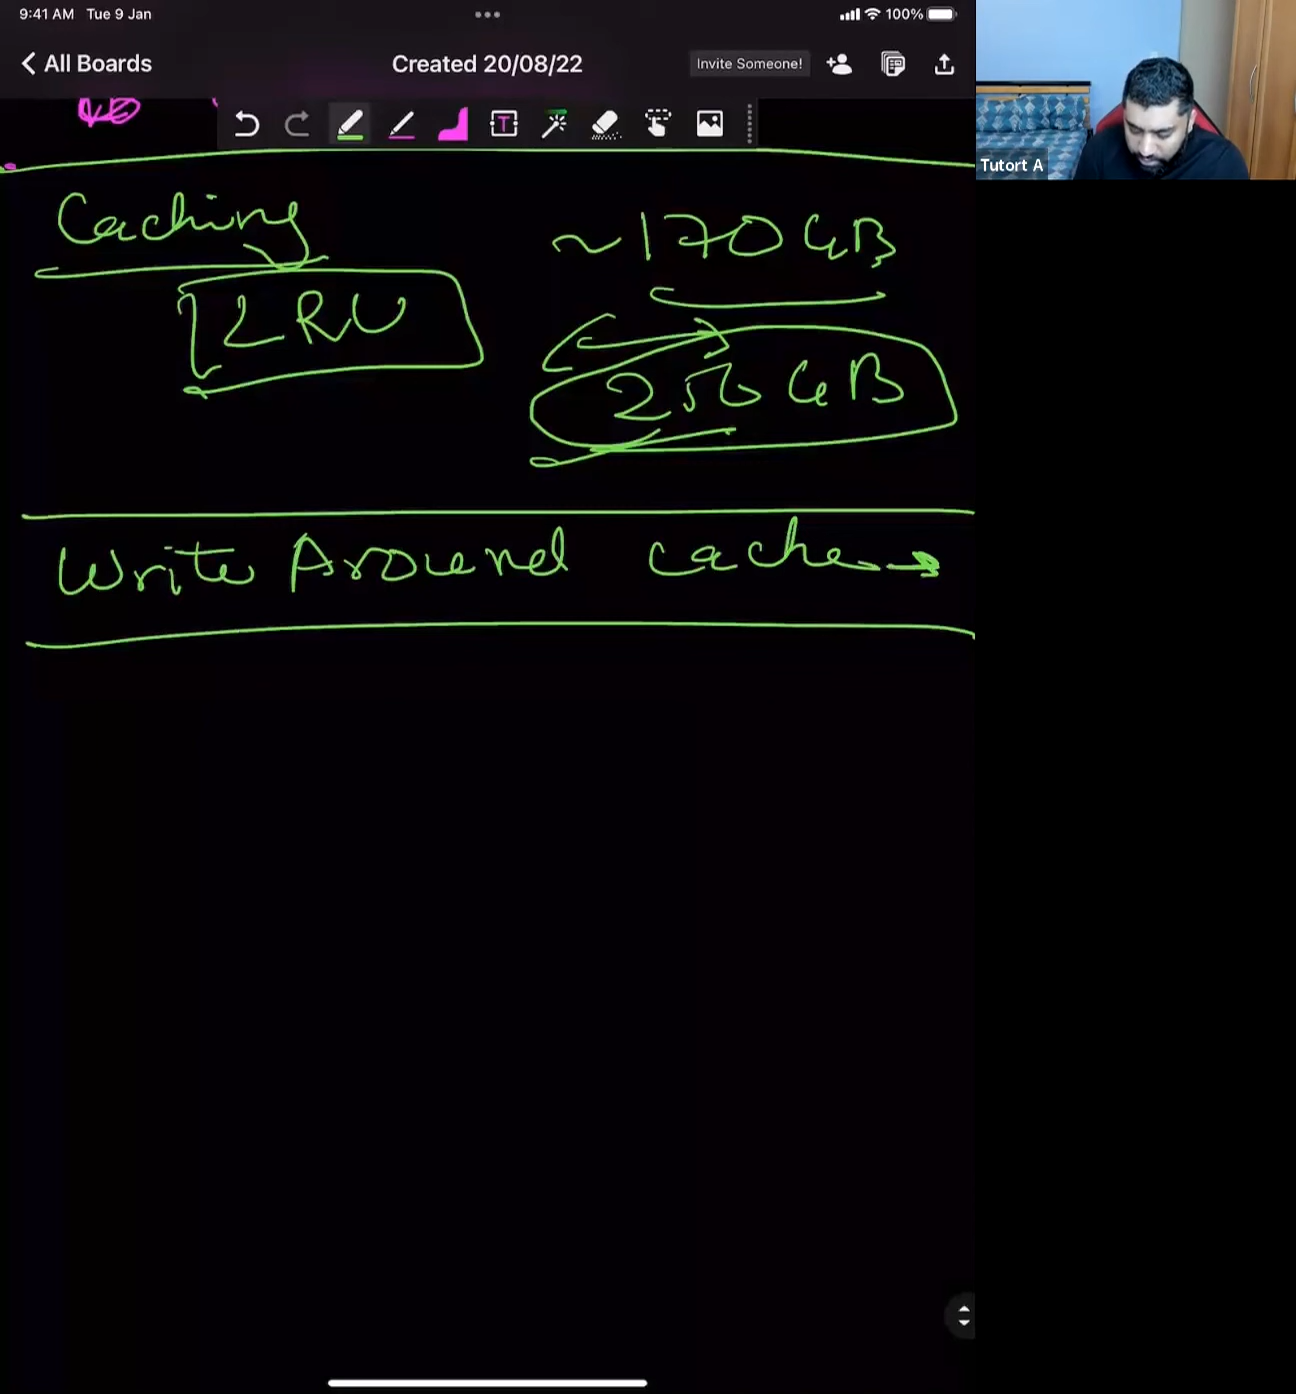 9:41 AM Tue 9 Jan
100%
All Boards
Created 20/08/22
Invite Someone!
T
Tutort A
Caching
~170 GB
LRU
256 GB
Write Around cache